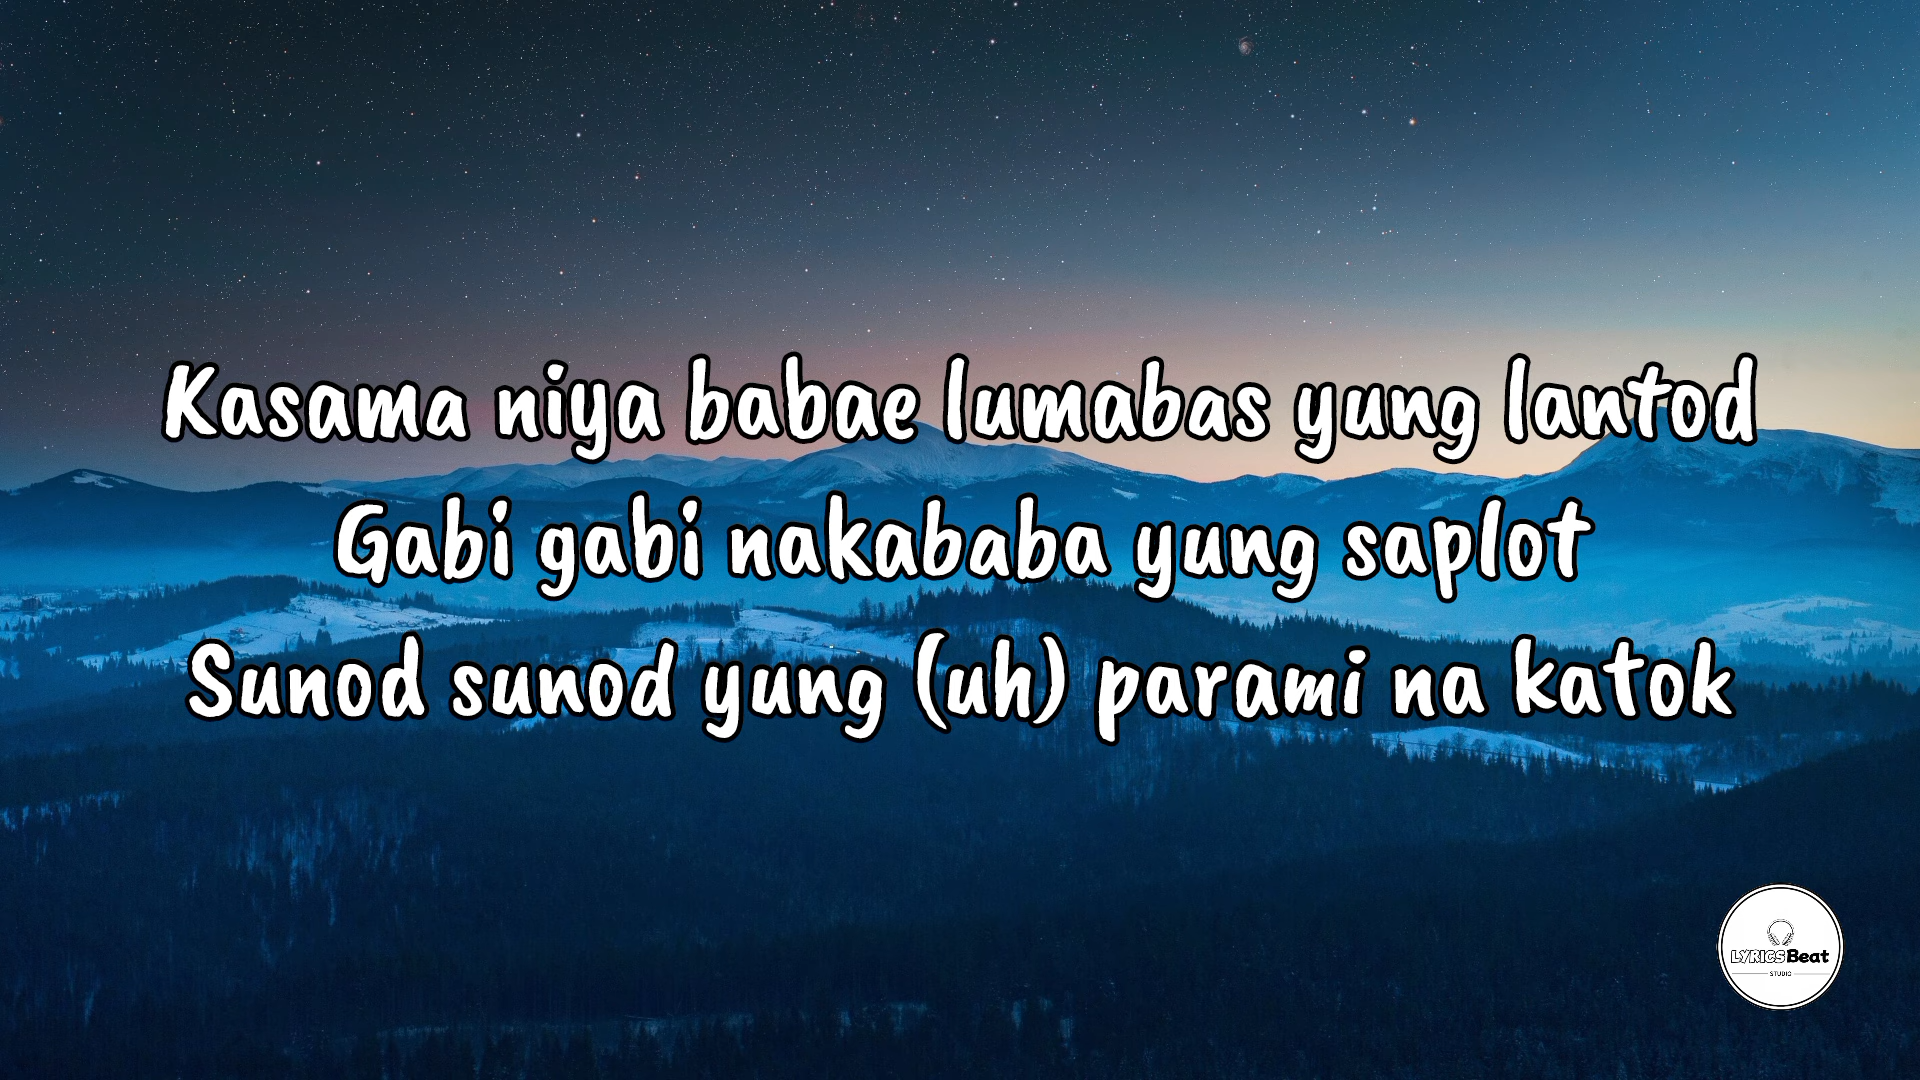 Kasama niya babae lumabas yung lantod
Gabi gabi nakababa yung saplot
Sunod sunod yung (uh) parami na katok
LYRICSBeat
STUDIO